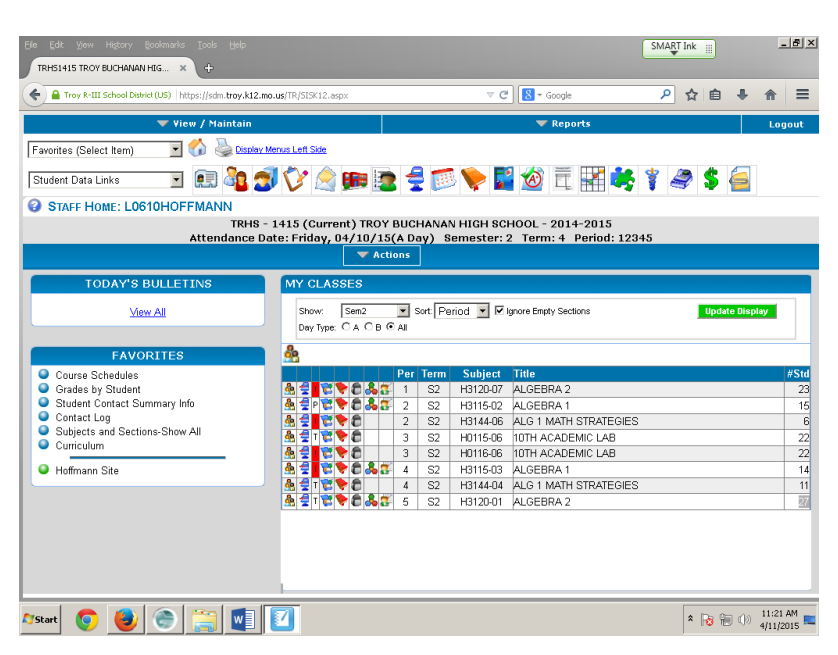 File Edit View History Bookmarks Tools Help
SMART Ink
TRHS1415 TROY BUCHANAN HIG... × +
Troy R-III School District (US) https://sdm.troy.k12.mo.us/TR/SISK12.aspx
8 Google
View / Maintain Reports Logout
Favorites (Select Item) Display Menus Left Side
Student Data Links
STAFF HOME: L0610HOFFMANN
TRHS - 1415 (Current) TROY BUCHANAN HIGH SCHOOL - 2014-2015
Attendance Date: Friday, 04/10/15(A Day) Semester: 2 Term: 4 Period: 12345
Actions
TODAY'S BULLETINS
View All
FAVORITES
Course Schedules
Grades by Student
Student Contact Summary Info
Contact Log
Subjects and Sections-Show All
Curriculum
Hoffmann Site
MY CLASSES
Show: Sem2 Sort: Period Ignore Empty Sections Update Display
Day Type: A B All
Per Term Subject Title #Std
1 S2 H3120-07 ALGEBRA 2 23
P 2 S2 H3115-02 ALGEBRA 1 15
2 S2 H3144-06 ALG 1 MATH STRATEGIES 6
T 3 S2 H0115-06 10TH ACADEMIC LAB 22
3 S2 H0116-06 10TH ACADEMIC LAB 22
4 S2 H3115-03 ALGEBRA 1 14
T 4 S2 H3144-04 ALG 1 MATH STRATEGIES 11
T 5 S2 H3120-01 ALGEBRA 2 27
Start
11:21 AM
4/11/2015